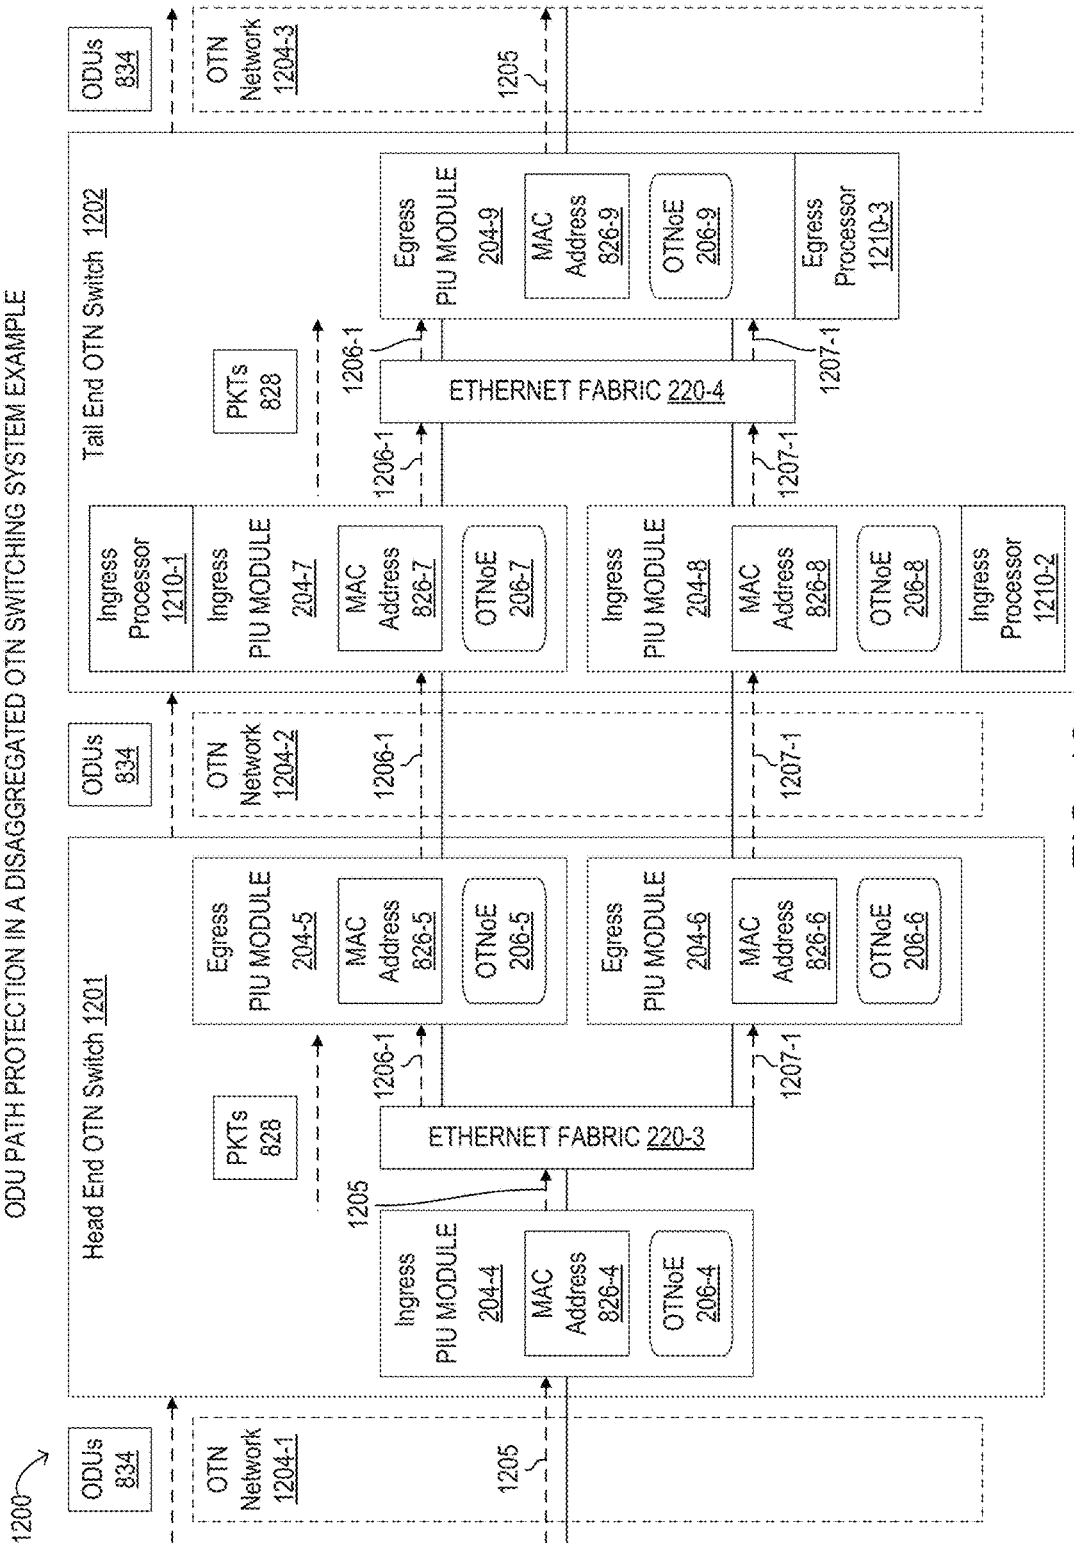 ODU PATH PROTECTION IN A DISAGGREGATED OTN SWITCHING SYSTEM EXAMPLE
1200
ODUs
834
OTN
Network
1204-1
1205
Head End OTN Switch 1201
Ingress
PIU MODULE
204-4
MAC
Address
826-4
OTNoE
206-4
1205
PKTs
828
ETHERNET FABRIC 220-3
1206-1
1207-1
Egress
PIU MODULE
204-5
MAC
Address
826-5
OTNoE
206-5
Egress
PIU MODULE
204-6
MAC
Address
826-6
OTNoE
206-6
ODUs
834
OTN
Network
1204-2
1206-1
1207-1
Tail End OTN Switch 1202
Ingress
Processor
1210-1
Ingress
PIU MODULE
204-7
MAC
Address
826-7
OTNoE
206-7
Ingress
PIU MODULE
204-8
MAC
Address
826-8
OTNoE
206-8
Ingress
Processor
1210-2
PKTs
828
1206-1
1207-1
ETHERNET FABRIC 220-4
1206-1
1207-1
Egress
PIU MODULE
204-9
MAC
Address
826-9
OTNoE
206-9
Egress
Processor
1210-3
ODUs
834
OTN
Network
1204-3
1205